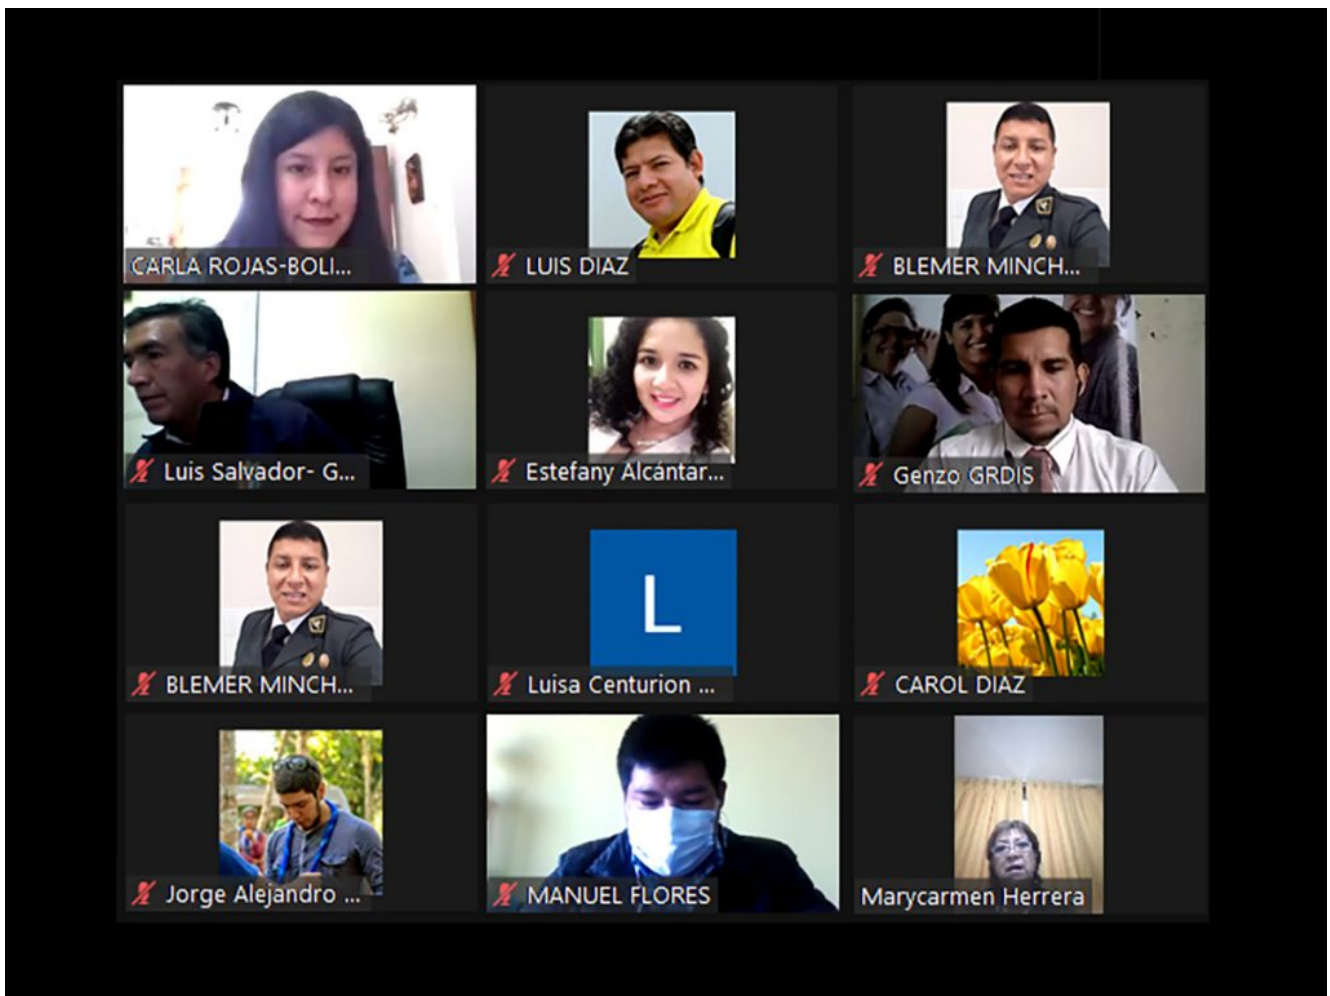 CARLA ROJAS-BOLI...
LUIS DIAZ
BLEMER MINCH...
Luis Salvador- G...
Estefany Alcántar...
Genzo GRDIS
BLEMER MINCH...
L
Luisa Centurion ...
CAROL DIAZ
Jorge Alejandro ...
MANUEL FLORES
Marycarmen Herrera